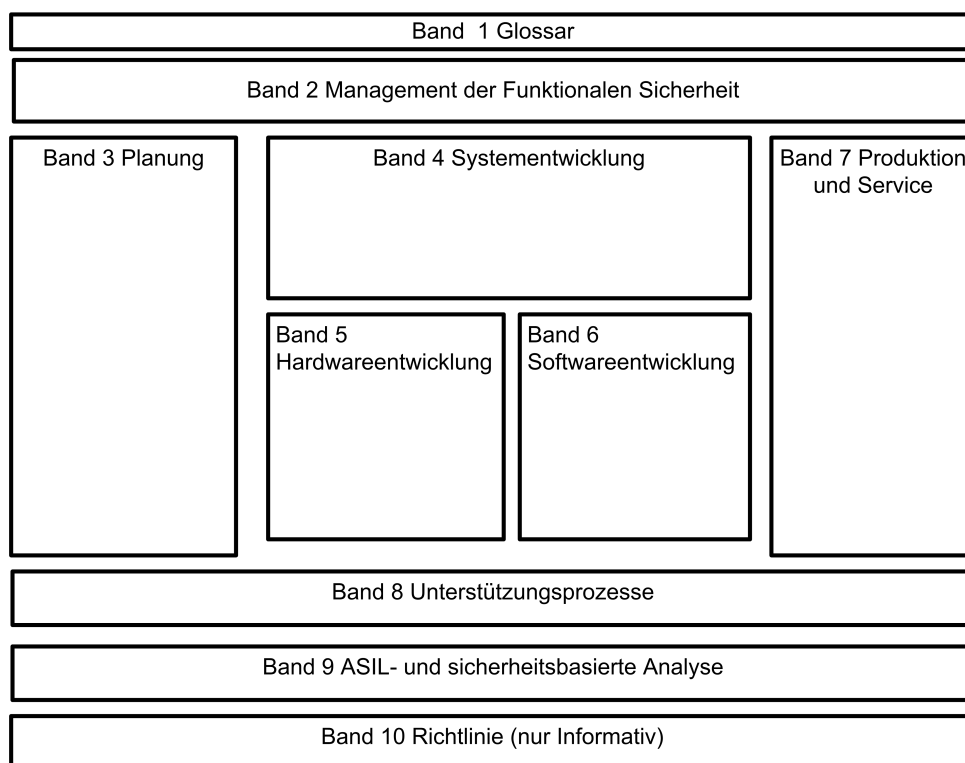 Band  1 Glossar
Band 2 Management der Funktionalen Sicherheit
Band 3 Planung
Band 4 Systementwicklung
Band 7 Produktion
und Service
Band 5
Hardwareentwicklung
Band 6
Softwareentwicklung
Band 8 Unterstützungsprozesse
Band 9 ASIL- und sicherheitsbasierte Analyse
Band 10 Richtlinie (nur Informativ)